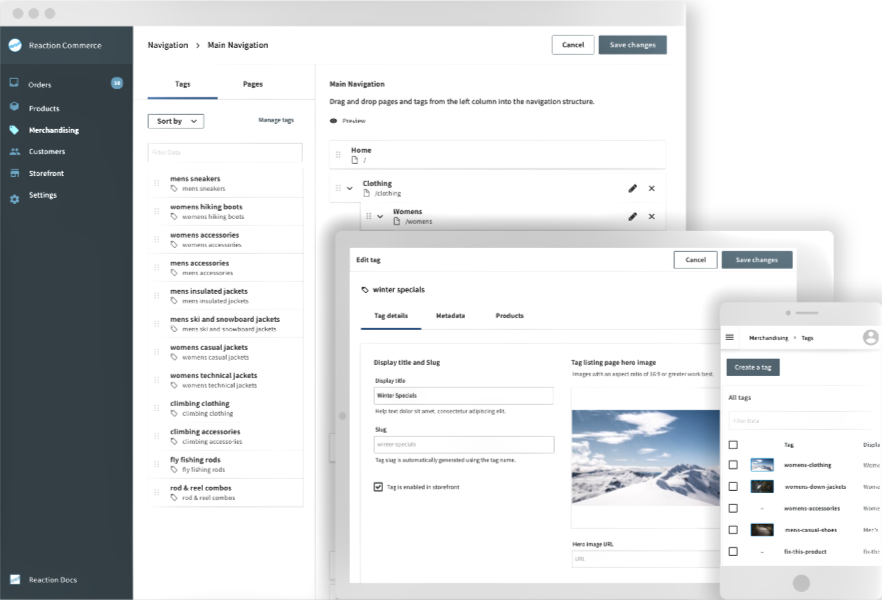 Reaction Commerce
Orders
Products
Merchandising
Customers
Storefront
Settings
Reaction Docs
Navigation > Main Navigation
Cancel
Save changes
Tags
Pages
Sort by
Manage tags
Filter Data
mens sneakers
mens sneakers
womens hiking boots
womens hiking boots
womens accessories
womens accessories
mens accessories
mens accessories
mens insulated jackets
mens insulated jackets
mens ski and snowboard jackets
mens ski and snowboard jackets
womens casual jackets
womens casual jackets
womens technical jackets
womens technical jackets
climbing clothing
climbing clothing
climbing accessories
climbing accessories
fly fishing rods
fly fishing rods
rod & reel combos
rod & reel combos
Main Navigation
Drag and drop pages and tags from the left column into the navigation structure.
Preview
Home
/
Clothing
/clothing
Womens
/womens
Edit tag
Cancel
Save changes
winter specials
Tag details
Metadata
Products
Display title and Slug
Display title
Winter Specials
Help text dolor sit amet, consectetur adipiscing elit.
Slug
winter-specials
Tag slug is automatically generated using the tag name.
Tag is enabled in storefront
Tag listing page hero image
Images with an aspect ratio of 16:9 or greater work best.
Hero image URL
URL
Merchandising > Tags
Create a tag
All tags
Filter Data
Tag
Displa
womens-clothing
Wome
womens-down-jackets
Wome
womens-accessories
Wome
mens-casual-shoes
Men's
fix-this-product
fix-this